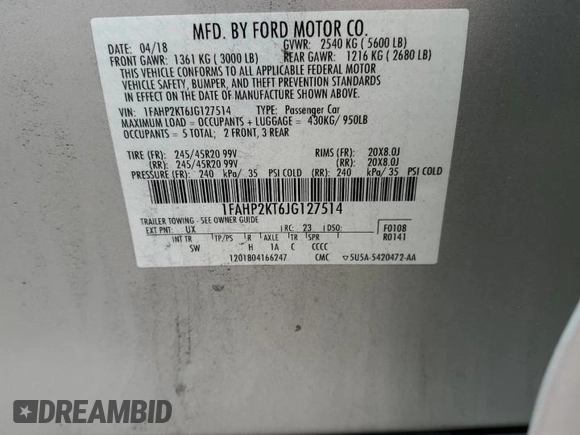 MFD. BY FORD MOTOR CO.
DATE: 04/18 GVWR: 2540 KG ( 5600 LB)
FRONT GAWR: 1361 KG ( 3000 LB) REAR GAWR: 1216 KG ( 2680 LB)
THIS VEHICLE CONFORMS TO ALL APPLICABLE FEDERAL MOTOR
VEHICLE SAFETY, BUMPER, AND THEFT PREVENTION STANDARDS
IN EFFECT ON THE DATE OF MANUFACTURE SHOWN ABOVE.
VIN: 1FAHP2KT6JG127514 TYPE: Passenger Car
MAXIMUM LOAD = OCCUPANTS + LUGGAGE = 430KG/ 950LB
OCCUPANTS = 5 TOTAL; 2 FRONT, 3 REAR
TIRE (FR): 245/45R20 99V RIMS (FR): 20X8.0J
(RR): 245/45R20 99V (RR): 20X8.0J
PRESSURE (FR): 240 kPa/ 35 PSI COLD (RR): 240 kPa/ 35 PSI COLD
1FAHP2KT6JG127514
TRAILER TOWING - SEE OWNER GUIDE
EXT PNT: UX RC: 23 DSO: F0108
INT TR TP/PS R AXLE TR SPR R0141
SW H 1A C CCCC
1201804166247 CMC ▽5U5A-5420472-AA
DREAMBID